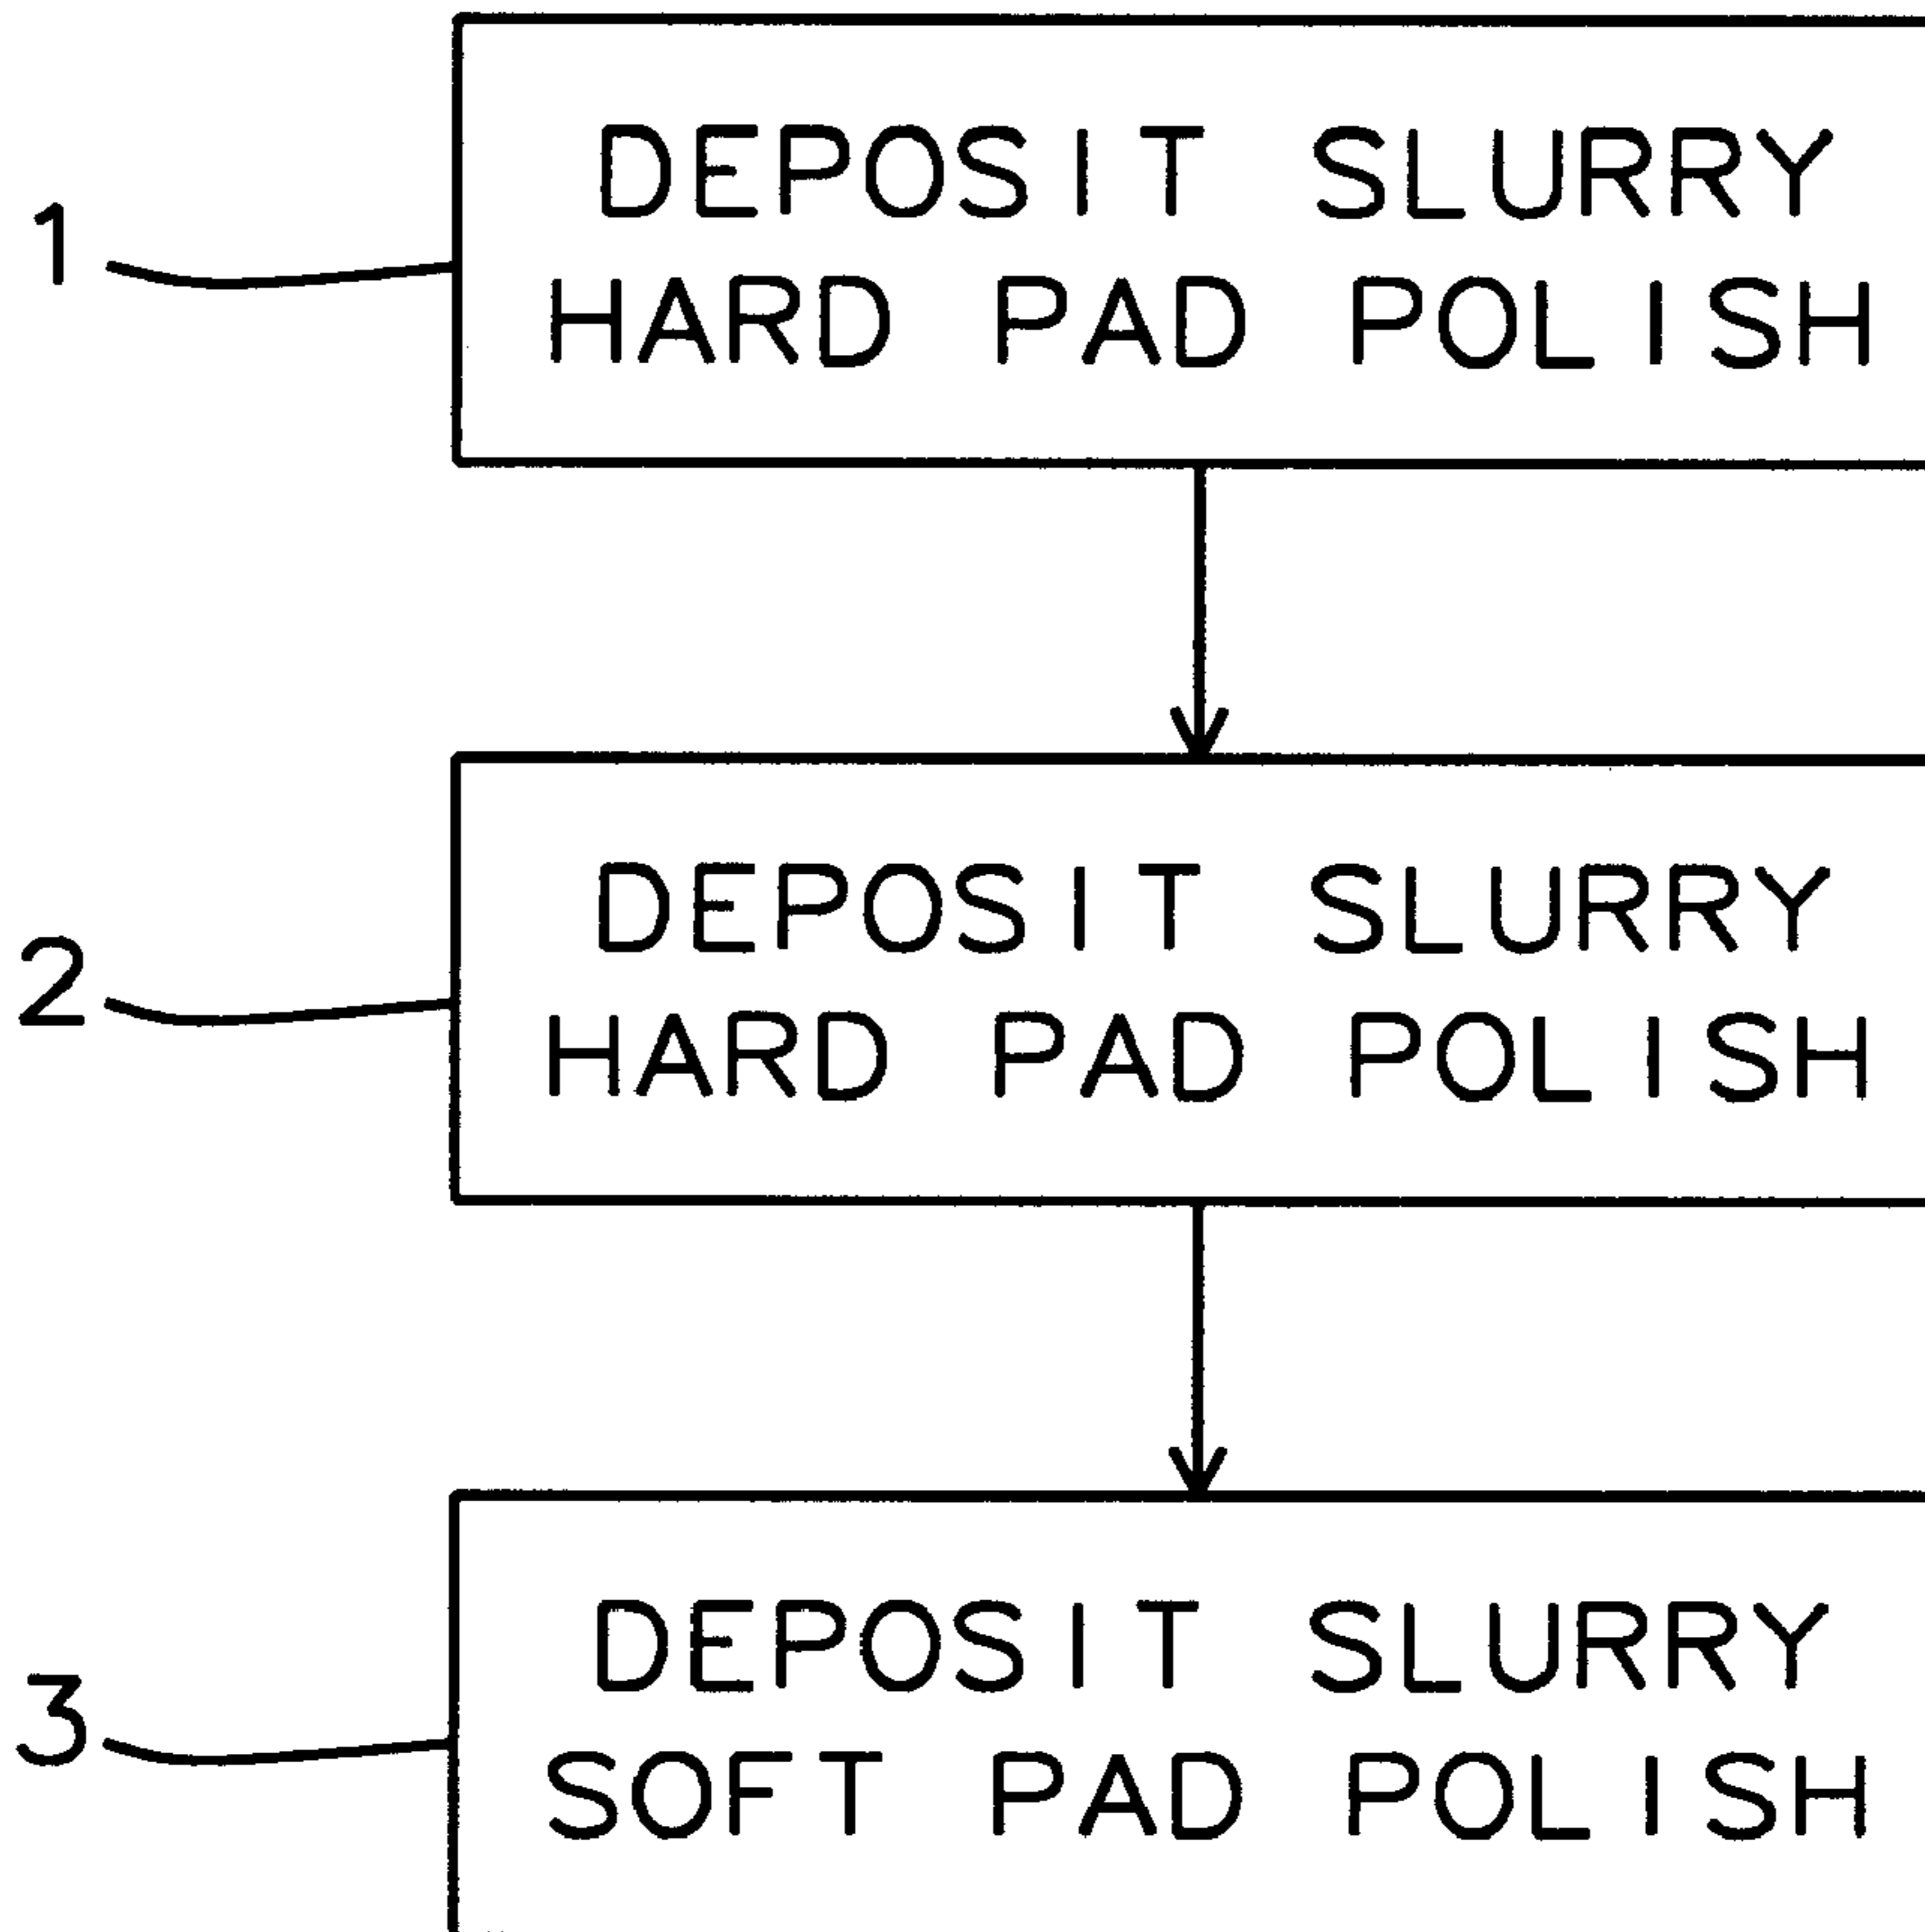 1
DEPOSIT SLURRY
HARD PAD POLISH
2
DEPOSIT SLURRY
HARD PAD POLISH
3
DEPOSIT SLURRY
SOFT PAD POLISH